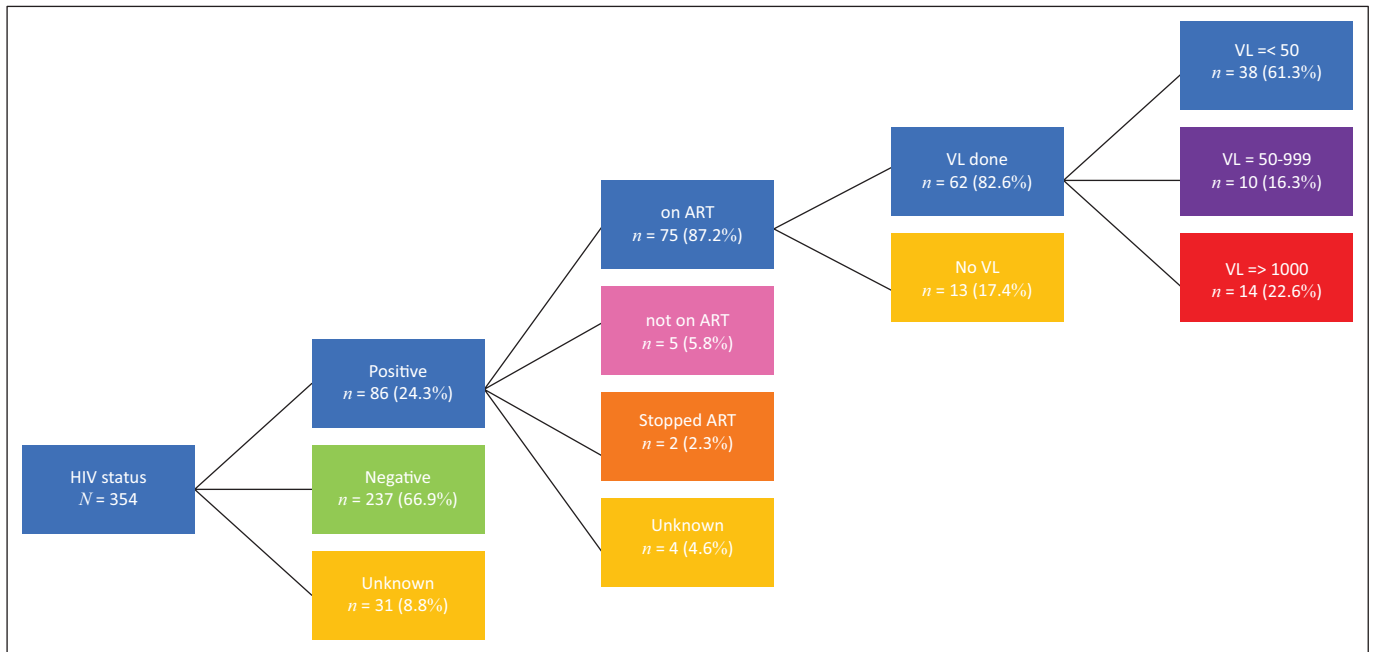 HIV status
N = 354
Positive
n = 86 (24.3%)
Negative
n = 237 (66.9%)
Unknown
n = 31 (8.8%)
on ART
n = 75 (87.2%)
not on ART
n = 5 (5.8%)
Stopped ART
n = 2 (2.3%)
Unknown
n = 4 (4.6%)
VL done
n = 62 (82.6%)
No VL
n = 13 (17.4%)
VL =< 50
n = 38 (61.3%)
VL = 50-999
n = 10 (16.3%)
VL => 1000
n = 14 (22.6%)